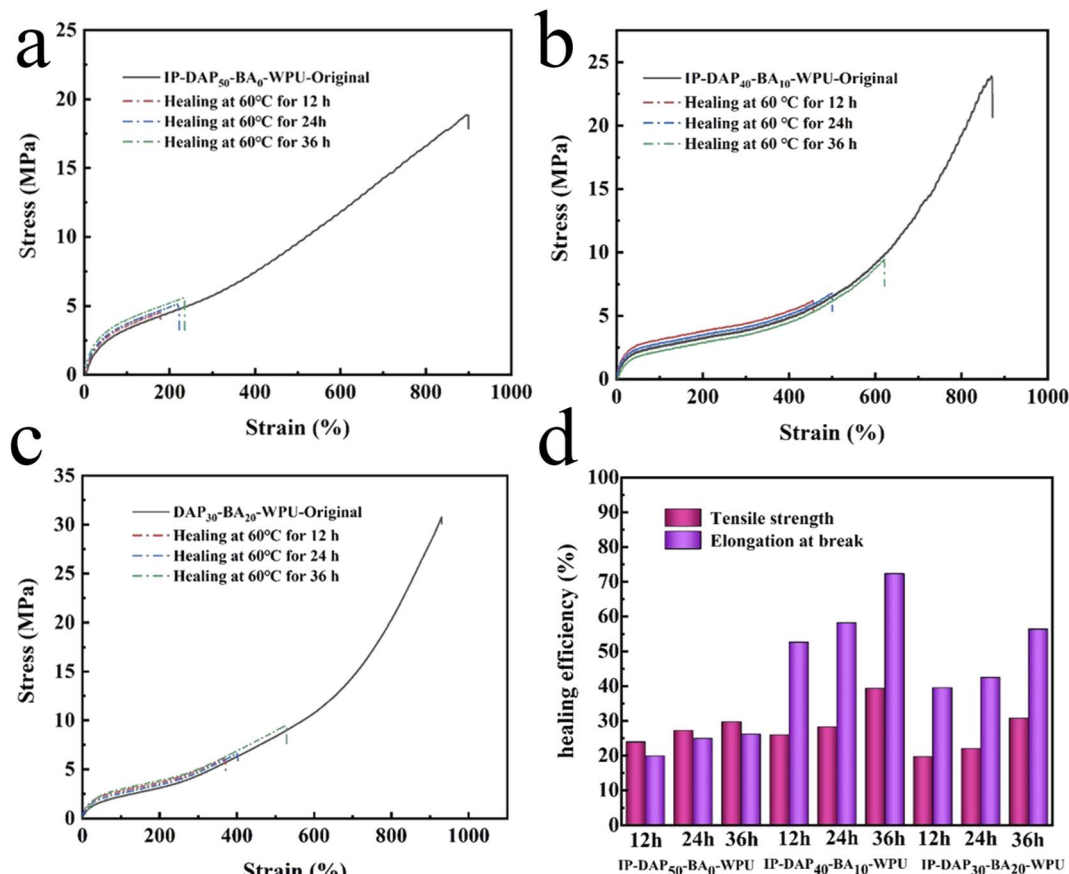 a
25
20
15
10
5
0
Stress (MPa)
IP-DAP₅₀-BA₀-WPU-Original
Healing at 60℃ for 12 h
Healing at 60℃ for 24h
Healing at 60℃ for 36 h
0 200 400 600 800 1000
Strain (%)
b
25
20
15
10
5
0
Stress (MPa)
IP-DAP₄₀-BA₁₀-WPU-Original
Healing at 60 ℃ for 12 h
Healing at 60 ℃ for 24h
Healing at 60 ℃ for 36 h
0 200 400 600 800 1000
Strain (%)
c
35
30
25
20
15
10
5
0
Stress (MPa)
DAP₃₀-BA₂₀-WPU-Original
Healing at 60℃ for 12 h
Healing at 60℃ for 24 h
Healing at 60℃ for 36 h
0 200 400 600 800 1000
Strain (%)
d
100
90
80
70
60
50
40
30
20
10
0
healing efficiency (%)
Tensile strength
Elongation at break
12h 24h 36h 12h 24h 36h 12h 24h 36h
IP-DAP₅₀-BA₀-WPU IP-DAP₄₀-BA₁₀-WPU IP-DAP₃₀-BA₂₀-WPU